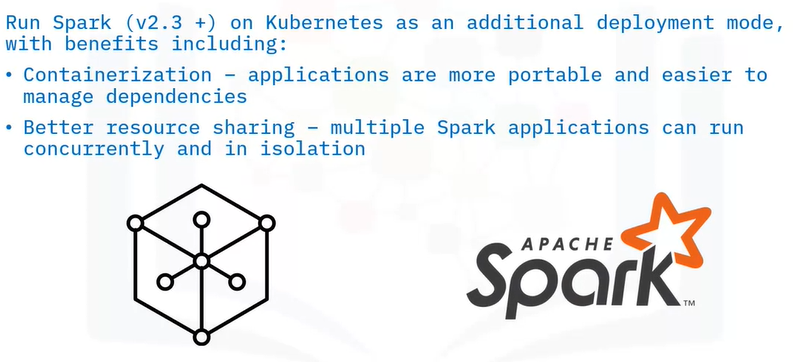 Run Spark (v2.3 +) on Kubernetes as an additional deployment mode,
with benefits including:
• Containerization – applications are more portable and easier to
manage dependencies
• Better resource sharing – multiple Spark applications can run
concurrently and in isolation
APACHE
Spark™